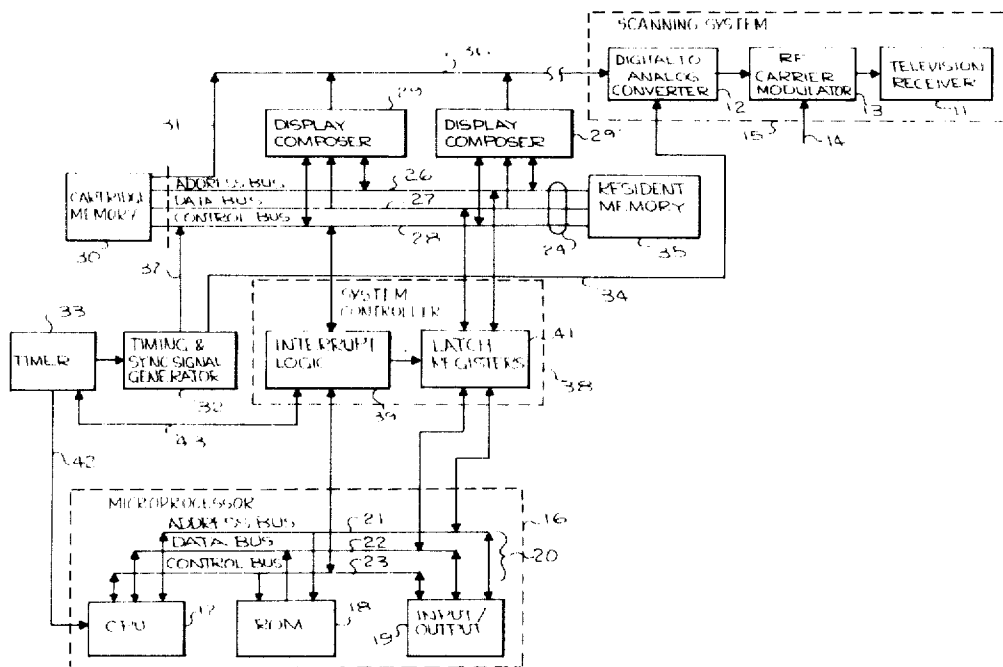 SCANNING SYSTEM
DIGITAL TO
ANALOG
CONVERTER
12
RF
CARRIER
MODULATOR
13
TELEVISION
RECEIVER
11
15
14
36
31
29
DISPLAY
COMPOSER
DISPLAY
COMPOSER
29'
CARTRIDGE
MEMORY
30
ADDRESS BUS
26
DATA BUS
27
CONTROL BUS
28
24
RESIDENT
MEMORY
35
37
34
33
TIMER
TIMING &
SYNC SIGNAL
GENERATOR
32
SYSTEM
CONTROLLER
INTERRUPT
LOGIC
39
LATCH
REGISTERS
41
38
43
42
MICROPROCESSOR
16
ADDRESS BUS
21
DATA BUS
22
CONTROL BUS
23
20
CPU
17
ROM
18
INPUT/
OUTPUT
19